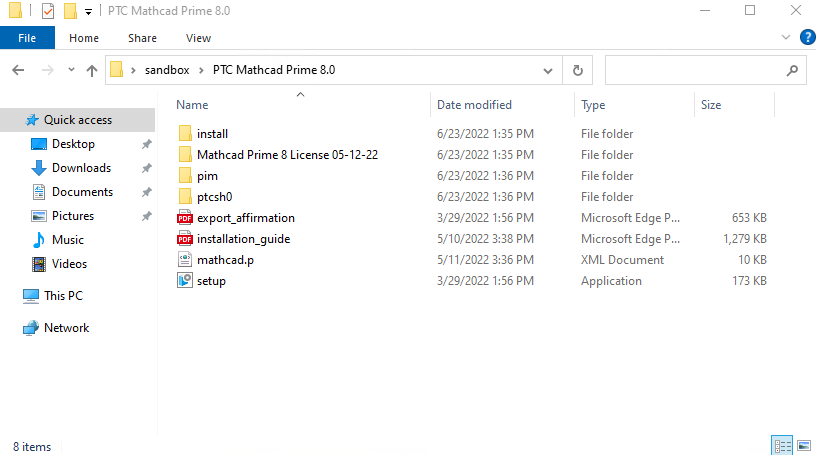 PTC Mathcad Prime 8.0
File Home Share View
sandbox PTC Mathcad Prime 8.0
Name Date modified Type Size
Quick access
Desktop
Downloads
Documents
Pictures
Music
Videos
This PC
Network
install 6/23/2022 1:35 PM File folder
Mathcad Prime 8 License 05-12-22 6/23/2022 1:35 PM File folder
pim 6/23/2022 1:36 PM File folder
ptcsh0 6/23/2022 1:36 PM File folder
PDF export_affirmation 3/29/2022 1:56 PM Microsoft Edge P... 653 KB
PDF installation_guide 5/10/2022 3:38 PM Microsoft Edge P... 1,279 KB
mathcad.p 5/11/2022 3:36 PM XML Document 10 KB
setup 3/29/2022 1:56 PM Application 173 KB
8 items